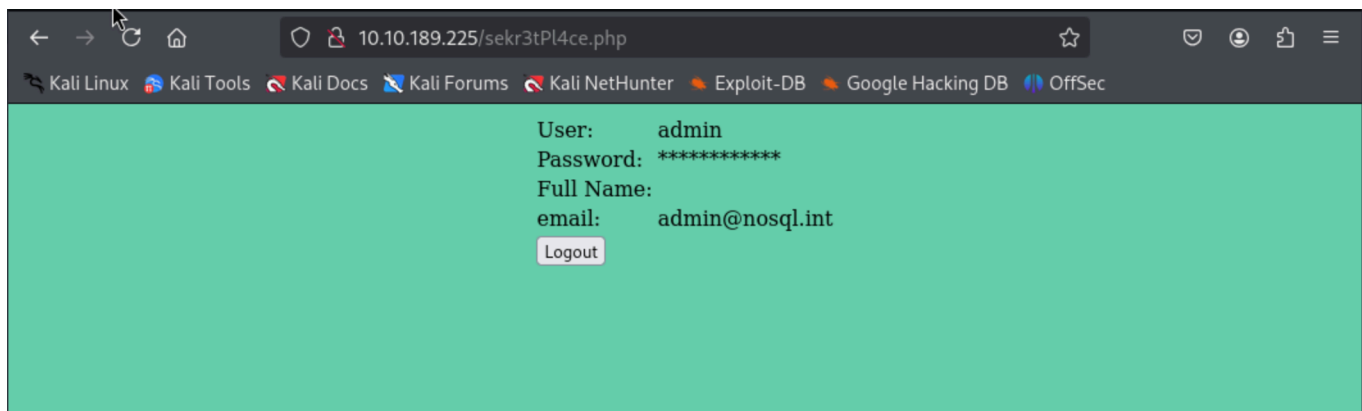 10.10.189.225/sekr3tPl4ce.php
Kali Linux Kali Tools Kali Docs Kali Forums Kali NetHunter Exploit-DB Google Hacking DB OffSec
User: admin
Password: ************
Full Name:
email: admin@nosql.int
Logout